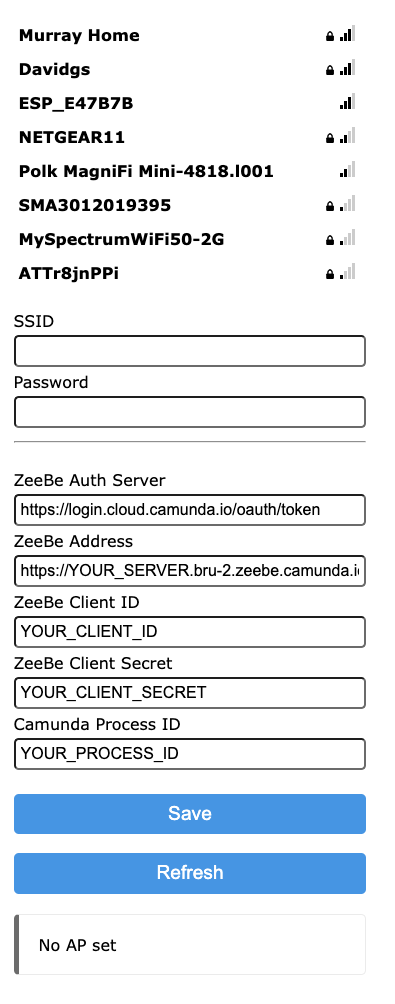 Murray Home
Davidgs
ESP_E47B7B
NETGEAR11
Polk MagniFi Mini-4818.l001
SMA3012019395
MySpectrumWiFi50-2G
ATTr8jnPPi
SSID
Password
ZeeBe Auth Server
https://login.cloud.camunda.io/oauth/token
ZeeBe Address
https://YOUR_SERVER.bru-2.zeebe.camunda.i
ZeeBe Client ID
YOUR_CLIENT_ID
ZeeBe Client Secret
YOUR_CLIENT_SECRET
Camunda Process ID
YOUR_PROCESS_ID
Save
Refresh
No AP set